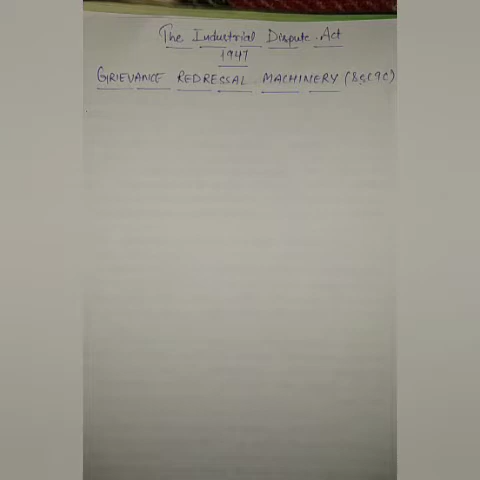 The Industrial Dispute Act
1947
GRIEVANCE REDRESSAL MACHINERY (Sec 9C)